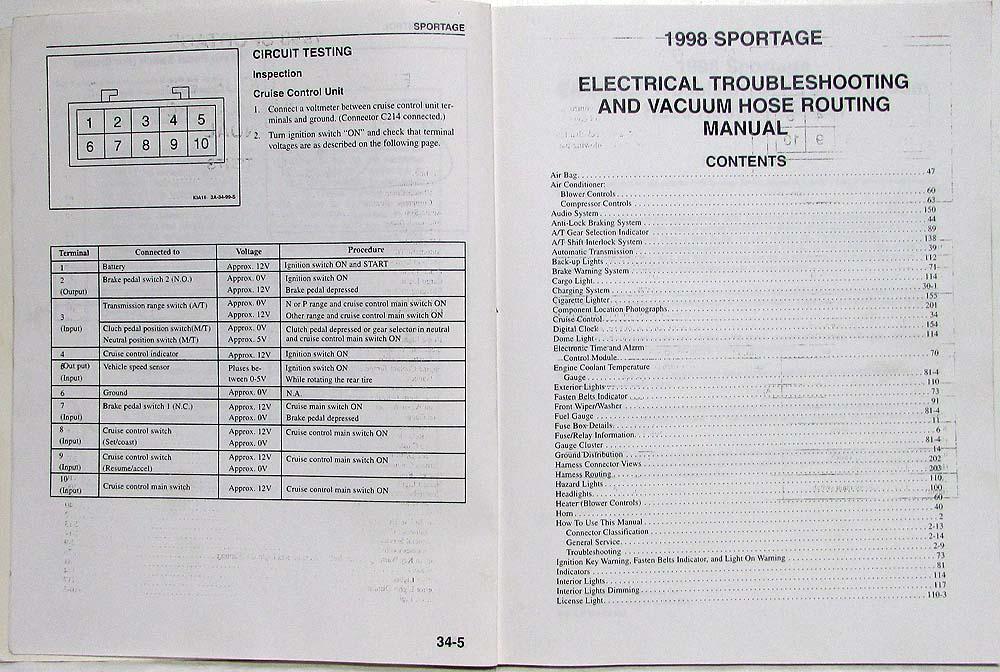 SPORTAGE
CIRCUIT TESTING
Inspection
Cruise Control Unit
1. Connect a voltmeter between cruise control unit ter-
minals and ground. (Connector C214 connected.)
2. Turn ignition switch "ON" and check that terminal
voltages are as described on the following page.
1 2 3 4 5
6 7 8 9 10
Terminal Connected to Voltage Procedure
1 Battery Approx. 12V Ignition switch ON and START
2 Brake pedal switch 2 (N.O.) Approx. 0V Ignition switch ON
(Output) Approx. 12V Brake pedal depressed
Transmission range switch (A/T) Approx. 0V N or P range and cruise control main switch ON
3 Approx. 12V Other range and cruise control main switch ON
(Input) Cluch pedal position switch(M/T) Approx. 0V Clutch pedal depressed or gear selector in neutral
Neutral position switch (M/T) Approx. 5V and cruise control main switch ON
4 Cruise control indicator Approx. 12V Ignition switch ON
(Out put) Vehicle speed sensor Pluses be- Ignition switch ON
(Input) tween 0-5V While rotating the rear tire
6 Ground Approx. 0V N.A.
7 Brake pedal switch 1 (N.C.) Approx. 12V Cruise main switch ON
(Input) Approx. 0V Brake pedal depressed
8 Cruise control switch Approx. 12V Cruise control main switch ON
(Input) (Set/coast) Approx. 0V
9 Cruise control switch Approx. 12V Cruise control main switch ON
(Input) (Resume/accel) Approx. 0V
10
(Input) Cruise control main switch Approx. 12V Cruise control main switch ON
34-5
1998 SPORTAGE
ELECTRICAL TROUBLESHOOTING
AND VACUUM HOSE ROUTING
MANUAL
CONTENTS
Air Bag 47
Air Conditioner:
Blower Controls 60
Compressor Controls 63
Audio System 150
Anti-Lock Braking System 44
A/T Gear Selection Indicator 89
A/T Shift Interlock System 138
Automatic Transmission 39
Back-up Lights 112
Brake Warning System 71
Cargo Light 114
Charging System 30-1
Cigarette Lighter 155
Component Location Photographs 201
Cruise Control 34
Digital Clock 154
Dome Light 114
Electronic Time and Alarm
Control Module 70
Engine Coolant Temperature
Gauge 81-4
Exterior Lights 110
Fasten Belts Indicator 73
Front Wiper/Washer 91
Fuel Gauge 81-4
Fuse Box Details 11
Fuse/Relay Information 6
Gauge Cluster 81-4
Ground Distribution 14
Harness Connector Views 202
Harness Routing 203
Hazard Lights 110
Headlights 100
Heater (Blower Controls) 60
Horn 40
How To Use This Manual 2
Connector Classification 2-13
General Service 2-14
Troubleshooting 2-9
Ignition Key Warning, Fasten Belts Indicator, and Light On Warning 73
Indicators 81
Interior Lights 114
Interior Lights Dimming 117
License Light 110-3